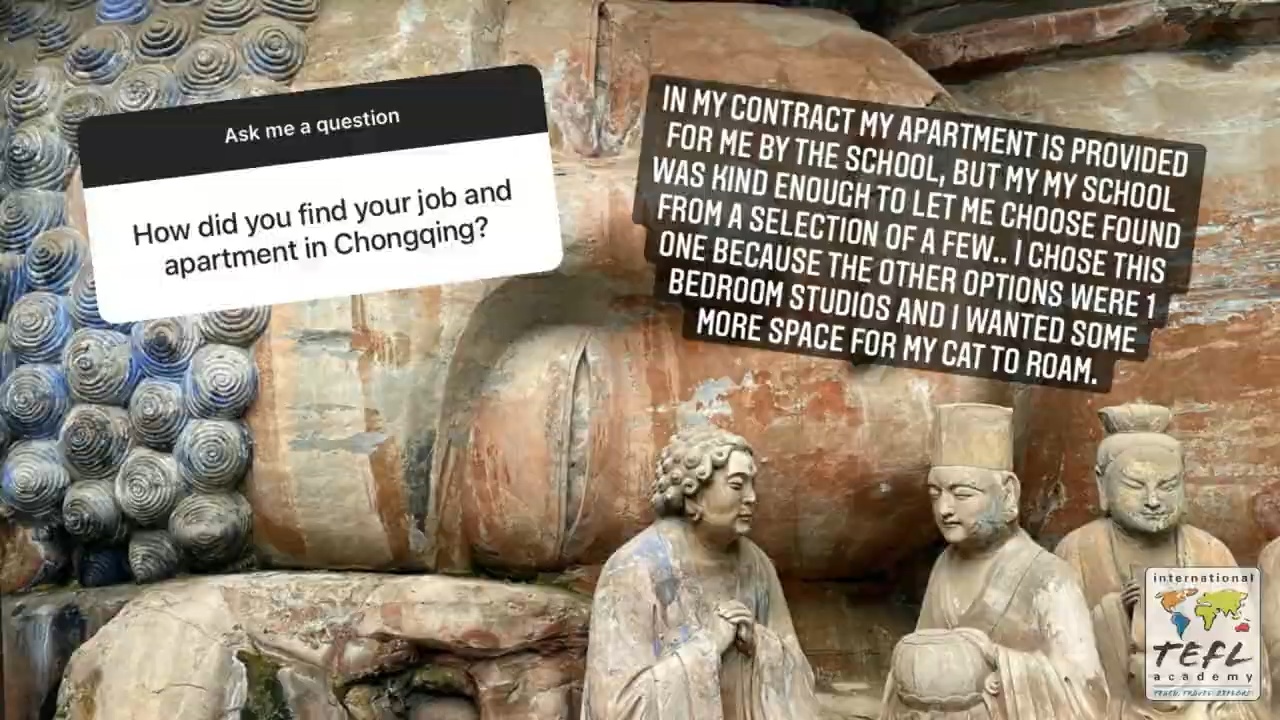 Ask me a question
How did you find your job and
apartment in Chongqing?
IN MY CONTRACT MY APARTMENT IS PROVIDED
FOR ME BY THE SCHOOL, BUT MY MY SCHOOL
WAS KIND ENOUGH TO LET ME CHOOSE FOUND
FROM A SELECTION OF A FEW.. I CHOSE THIS
ONE BECAUSE THE OTHER OPTIONS WERE 1
BEDROOM STUDIOS AND I WANTED SOME
MORE SPACE FOR MY CAT TO ROAM.
international
TEFL
academy
TEACH. TRAVEL. EXPLORE.